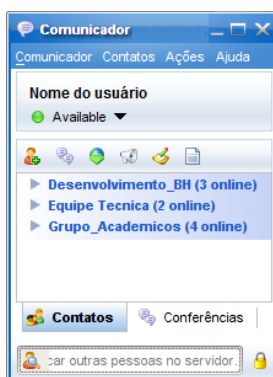 Comunicador
Comunicador Contatos Ações Ajuda
Nome do usuário
Available
Desenvolvimento_BH (3 online)
Equipe Tecnica (2 online)
Grupo_Academicos (4 online)
Contatos Conferências
car outras pessoas no servidor.